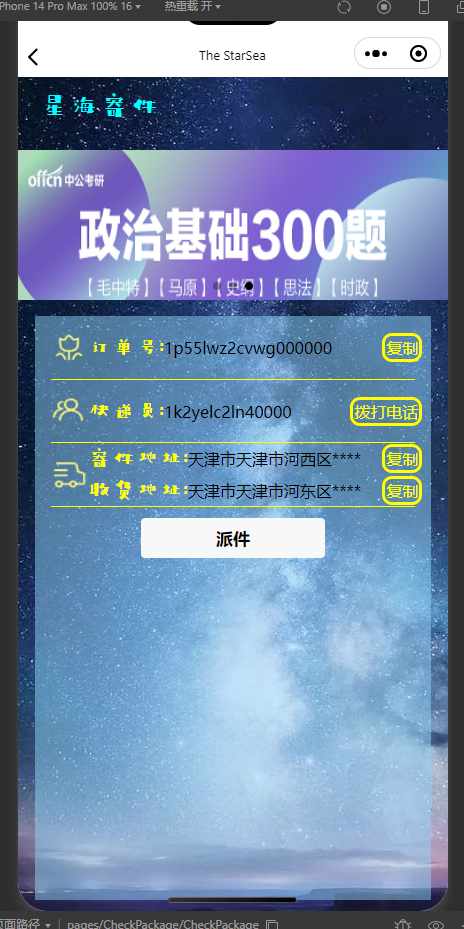 Phone 14 Pro Max 100% 16
热重载 开
The StarSea
星海寄件
offcn 中公考研
政治基础300题
【毛中特】【马原】【史纲】【思法】【时政】
订单号:1p55lwz2cvwg000000 复制
快递员:1k2yelc2ln40000 拨打电话
寄件地址:天津市天津市河西区**** 复制
收货地址:天津市天津市河东区**** 复制
派件
页面路径 pages/CheckPackage/CheckPackage